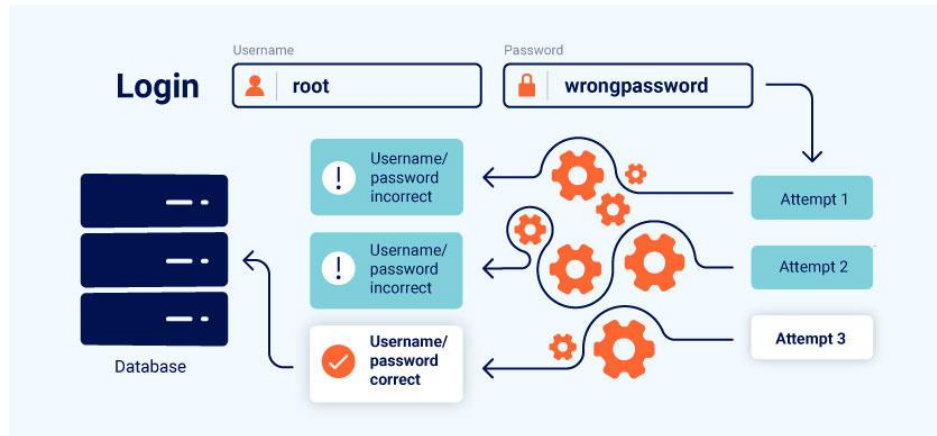 Username
Password
Login
root
wrongpassword
Username/
password
incorrect
Attempt 1
Username/
password
incorrect
Attempt 2
Username/
password
correct
Attempt 3
Database